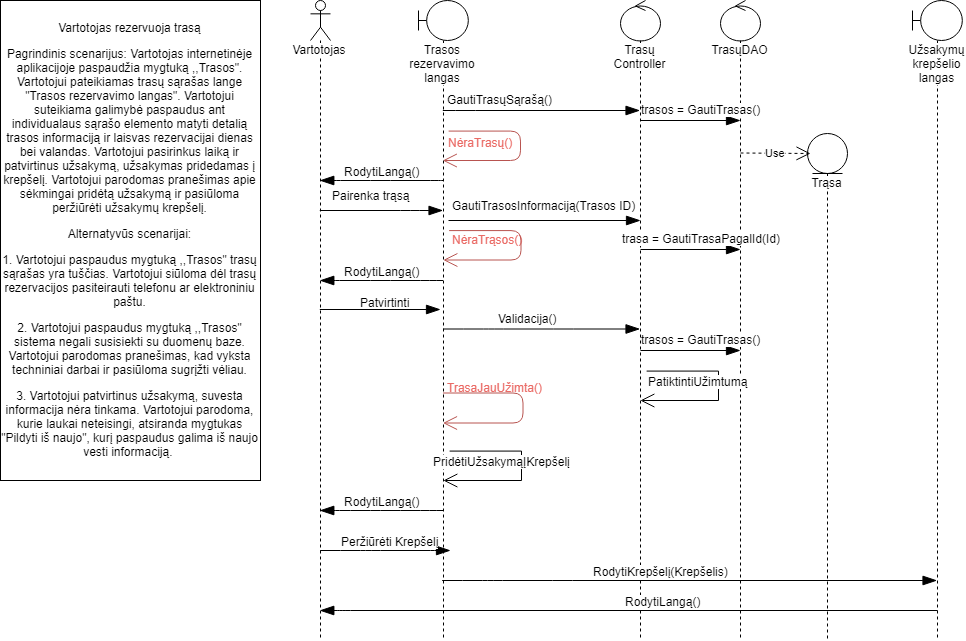 Vartotojas rezervuoja trasą
Pagrindinis scenarijus: Vartotojas internetinėje
aplikacijoje paspaudžia mygtuką ,,Trasos".
Vartotojui pateikiamas trasų sąrašas lange
"Trasos rezervavimo langas". Vartotojui
suteikiama galimybė paspaudus ant
individualaus sąrašo elemento matyti detalią
trasos informaciją ir laisvas rezervacijai dienas
bei valandas. Vartotojui pasirinkus laiką ir
patvirtinus užsakymą, užsakymas pridedamas į
krepšelį. Vartotojui parodomas pranešimas apie
sėkmingai pridėtą užsakymą ir pasiūloma
peržiūrėti užsakymų krepšelį.
Alternatyvūs scenarijai:
1. Vartotojui paspaudus mygtuką ,,Trasos" trasų
sąrašas yra tuščias. Vartotojui siūloma dėl trasų
rezervacijos pasiteirauti telefonu ar elektroniniu
paštu.
2. Vartotojui paspaudus mygtuką ,,Trasos"
sistema negali susisiekti su duomenų baze.
Vartotojui parodomas pranešimas, kad vyksta
techniniai darbai ir pasiūloma sugrįžti vėliau.
3. Vartotojui patvirtinus užsakymą, suvesta
informacija nėra tinkama. Vartotojui parodoma,
kurie laukai neteisingi, atsiranda mygtukas
"Pildyti iš naujo", kurį paspaudus galima iš naujo
vesti informaciją.
Vartotojas
Trasos
rezervavimo
langas
Trasų
Controller
TrasųDAO
Užsakymų
krepšelio
langas
GautiTrasųSąrašą()
trasos = GautiTrasas()
NėraTrasų()
Use
Trąsa
RodytiLangą()
Pairenka trąsą
GautiTrasosInformaciją(Trasos ID)
NėraTrąsos()
trasa = GautiTrasaPagalId(Id)
RodytiLangą()
Patvirtinti
Validacija()
trasos = GautiTrasas()
TrasaJauUžimta()
PatiktintiUžimtumą
PridėtiUžsakymąĮKrepšelį
RodytiLangą()
Peržiūrėti Krepšelį
RodytiKrepšelį(Krepšelis)
RodytiLangą()